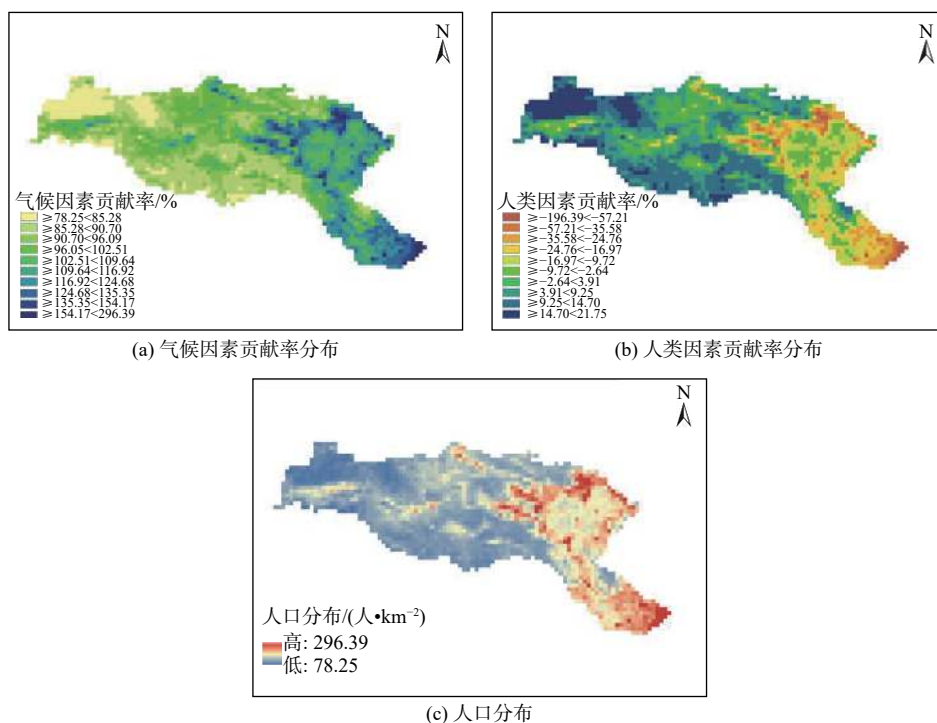 N
气候因素贡献率/%
≥78.25<85.28
≥85.28<90.70
≥90.70<96.09
≥96.05<102.51
≥102.51<109.64
≥109.64<116.92
≥116.92<124.68
≥124.68<135.35
≥135.35<154.17
≥154.17<296.39
(a) 气候因素贡献率分布
N
人类因素贡献率/%
≥−196.39<−57.21
≥−57.21<−35.58
≥−35.58<−24.76
≥−24.76<−16.97
≥−16.97<−9.72
≥−9.72<−2.64
≥−2.64<3.91
≥3.91<9.25
≥9.25<14.70
≥14.70<21.75
(b) 人类因素贡献率分布
N
人口分布/(人•km⁻²)
高: 296.39
低: 78.25
(c) 人口分布